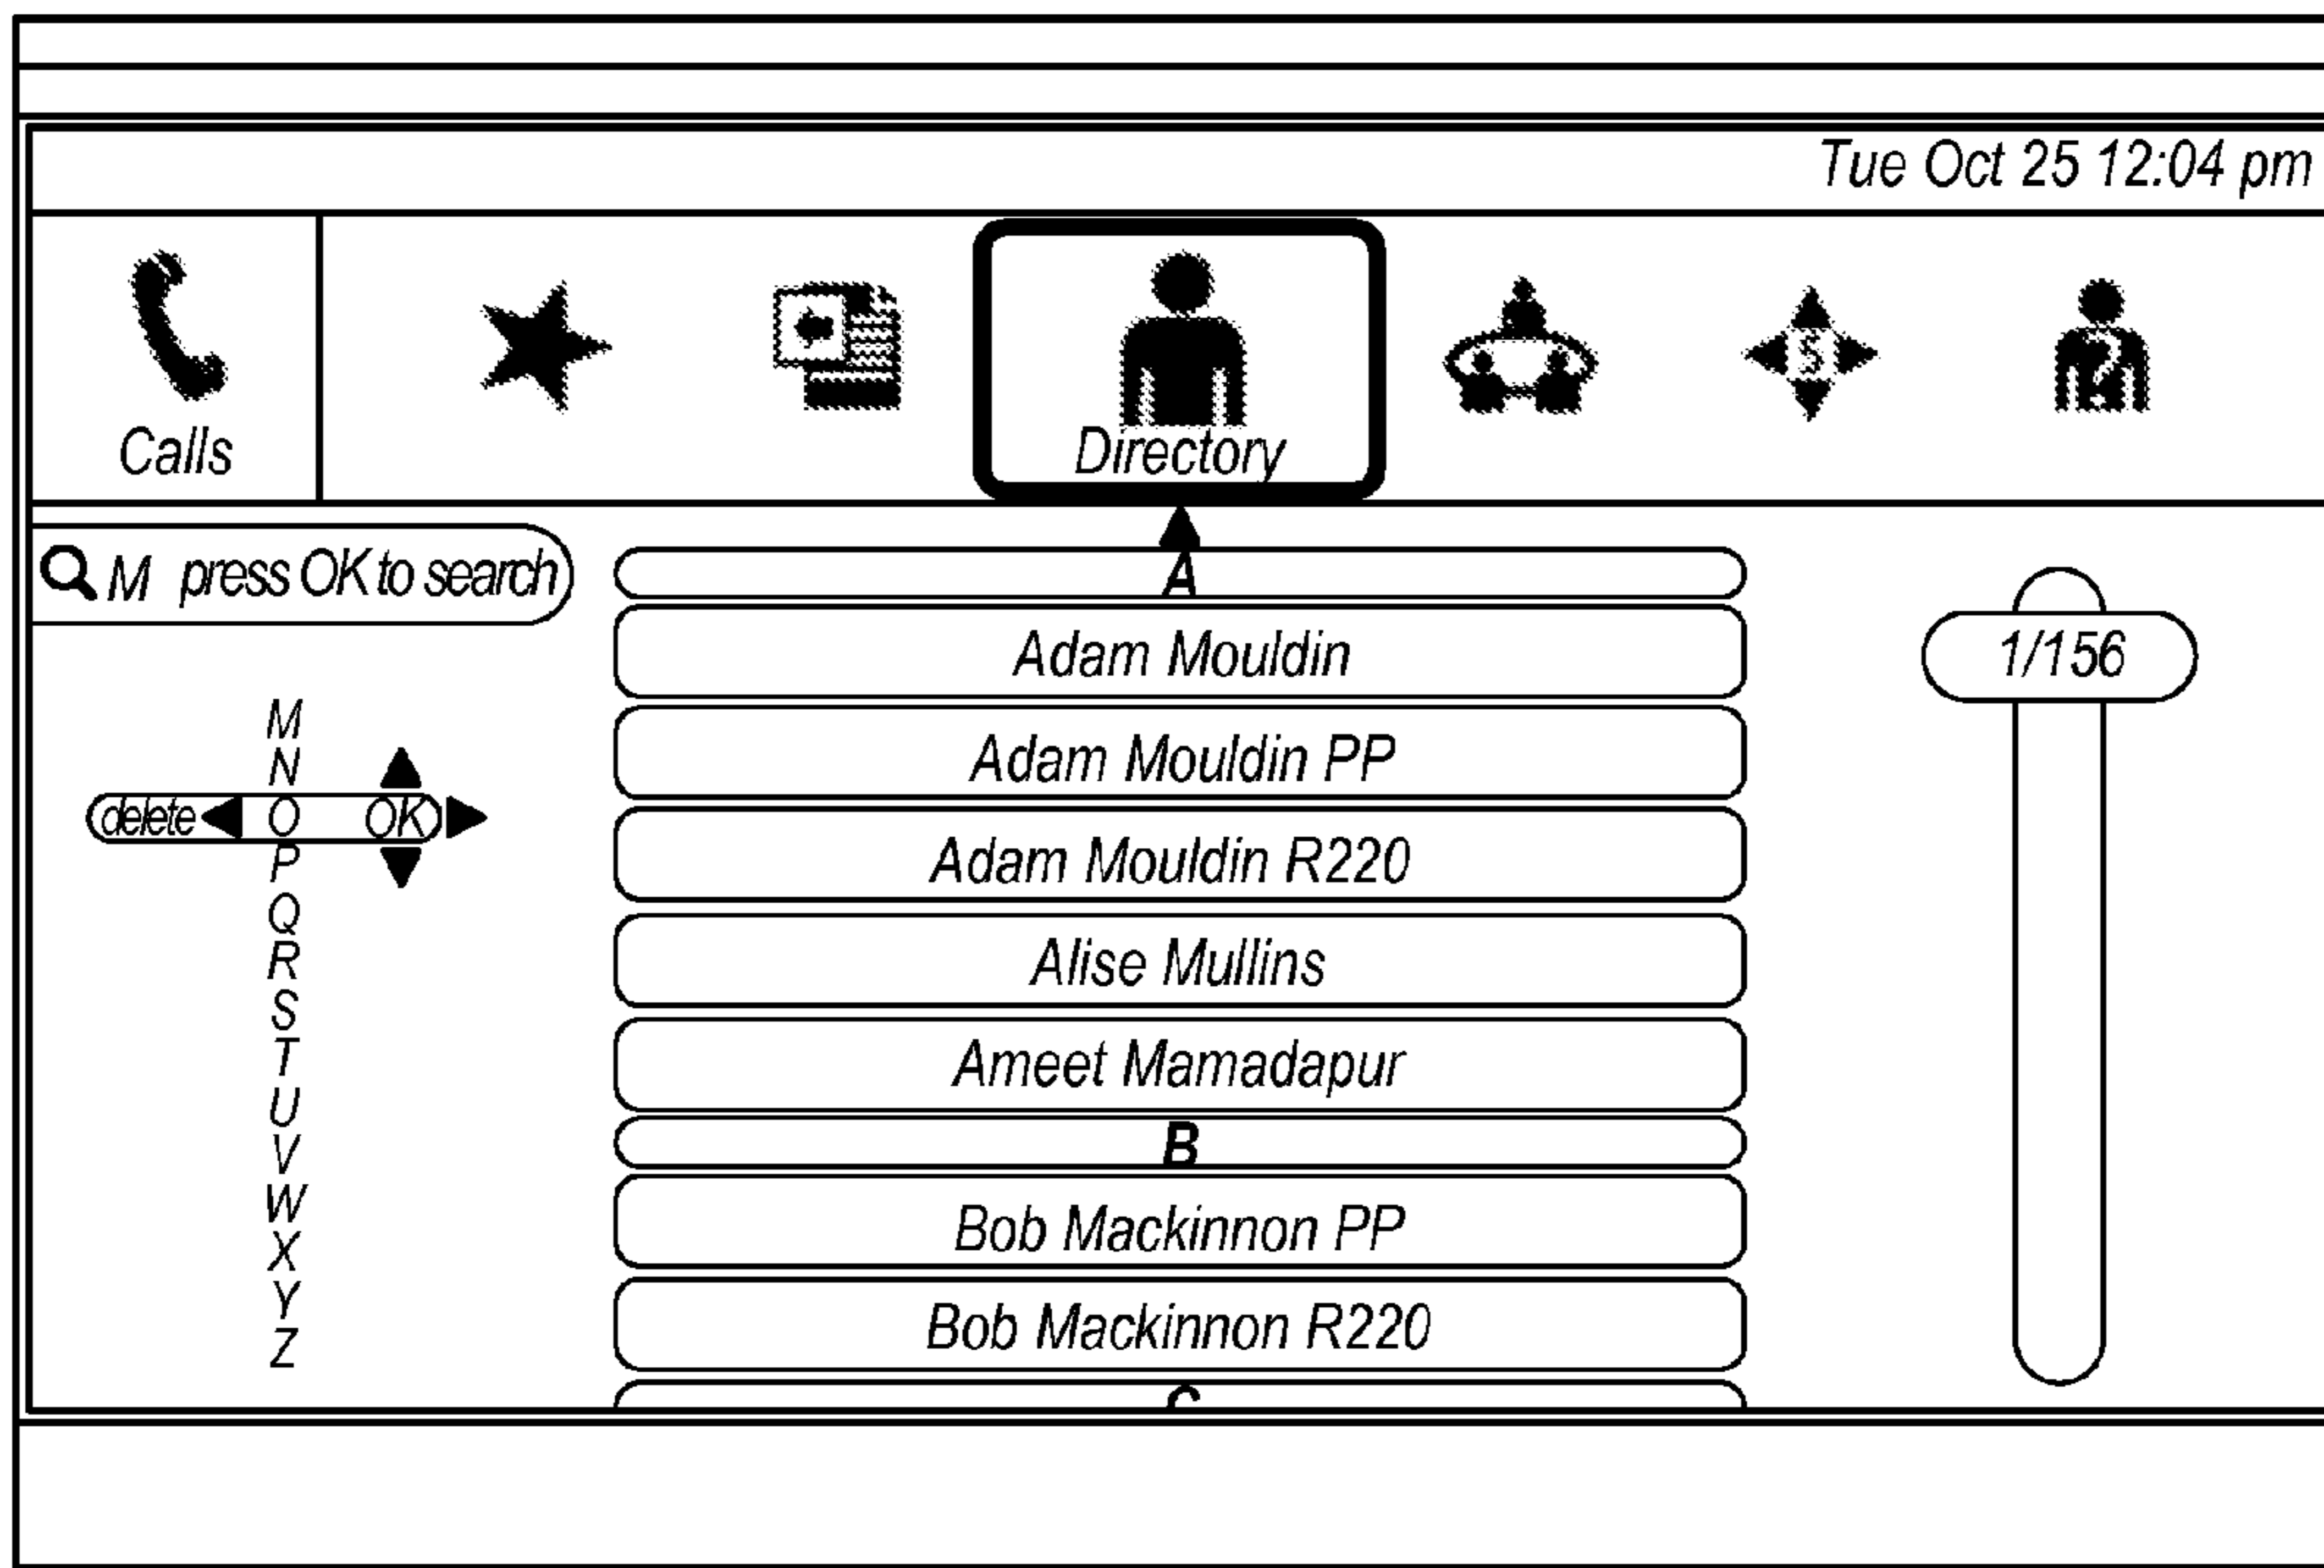 Tue Oct 25 12:04 pm
Calls
Directory
M press OK to search
A
Adam Mouldin
1/156
Adam Mouldin PP
Adam Mouldin R220
Alise Mullins
Ameet Mamadapur
B
Bob Mackinnon PP
Bob Mackinnon R220
C
M
N
delete O OK
P
Q
R
S
T
U
V
W
X
Y
Z